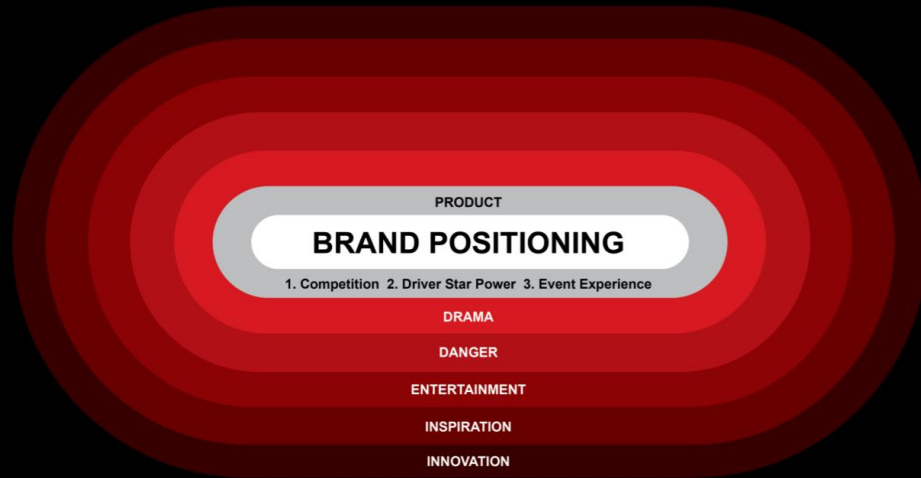 PRODUCT
BRAND POSITIONING
1. Competition 2. Driver Star Power 3. Event Experience
DRAMA
DANGER
ENTERTAINMENT
INSPIRATION
INNOVATION